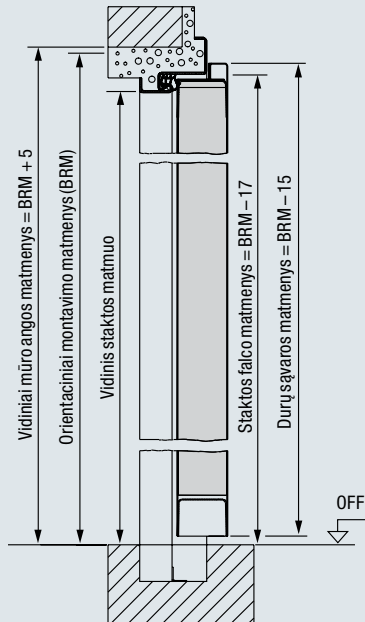 Vidiniai mūro angos matmenys = BRM + 5
Orientaciniai montavimo matmenys (BRM)
Vidinis staktos matmuo
Staktos falco matmenys = BRM – 17
Durų sąvaros matmenys = BRM – 15
OFF